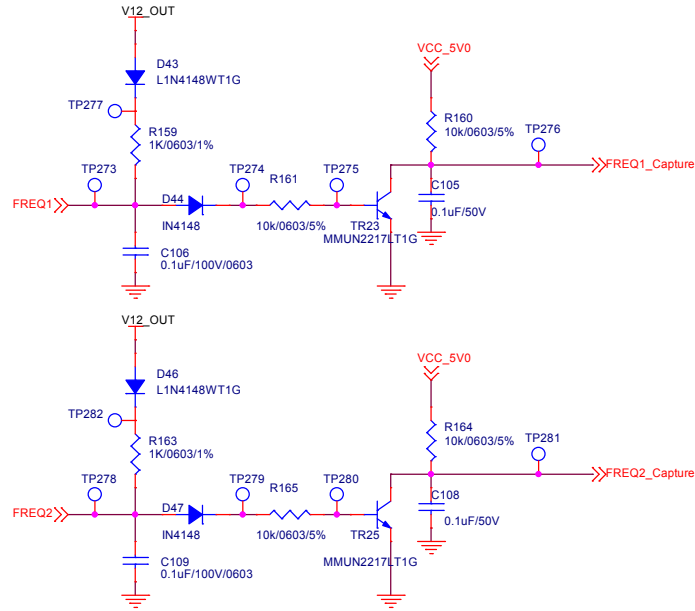 V12_OUT
D43
L1N4148WT1G
VCC_5V0
TP277
R159
1K/0603/1%
R160
10k/0603/5%
TP276
TP273
TP274
TP275
FREQ1_Capture
R161
D44
C105
FREQ1
0.1uF/50V
IN4148
10k/0603/5%
TR23
MMUN2217LT1G
C106
0.1uF/100V/0603
V12_OUT
D46
L1N4148WT1G
VCC_5V0
TP282
R163
1K/0603/1%
R164
10k/0603/5%
TP281
TP278
TP279
TP280
FREQ2_Capture
R165
D47
C108
FREQ2
0.1uF/50V
IN4148
10k/0603/5%
TR25
MMUN2217LT1G
C109
0.1uF/100V/0603